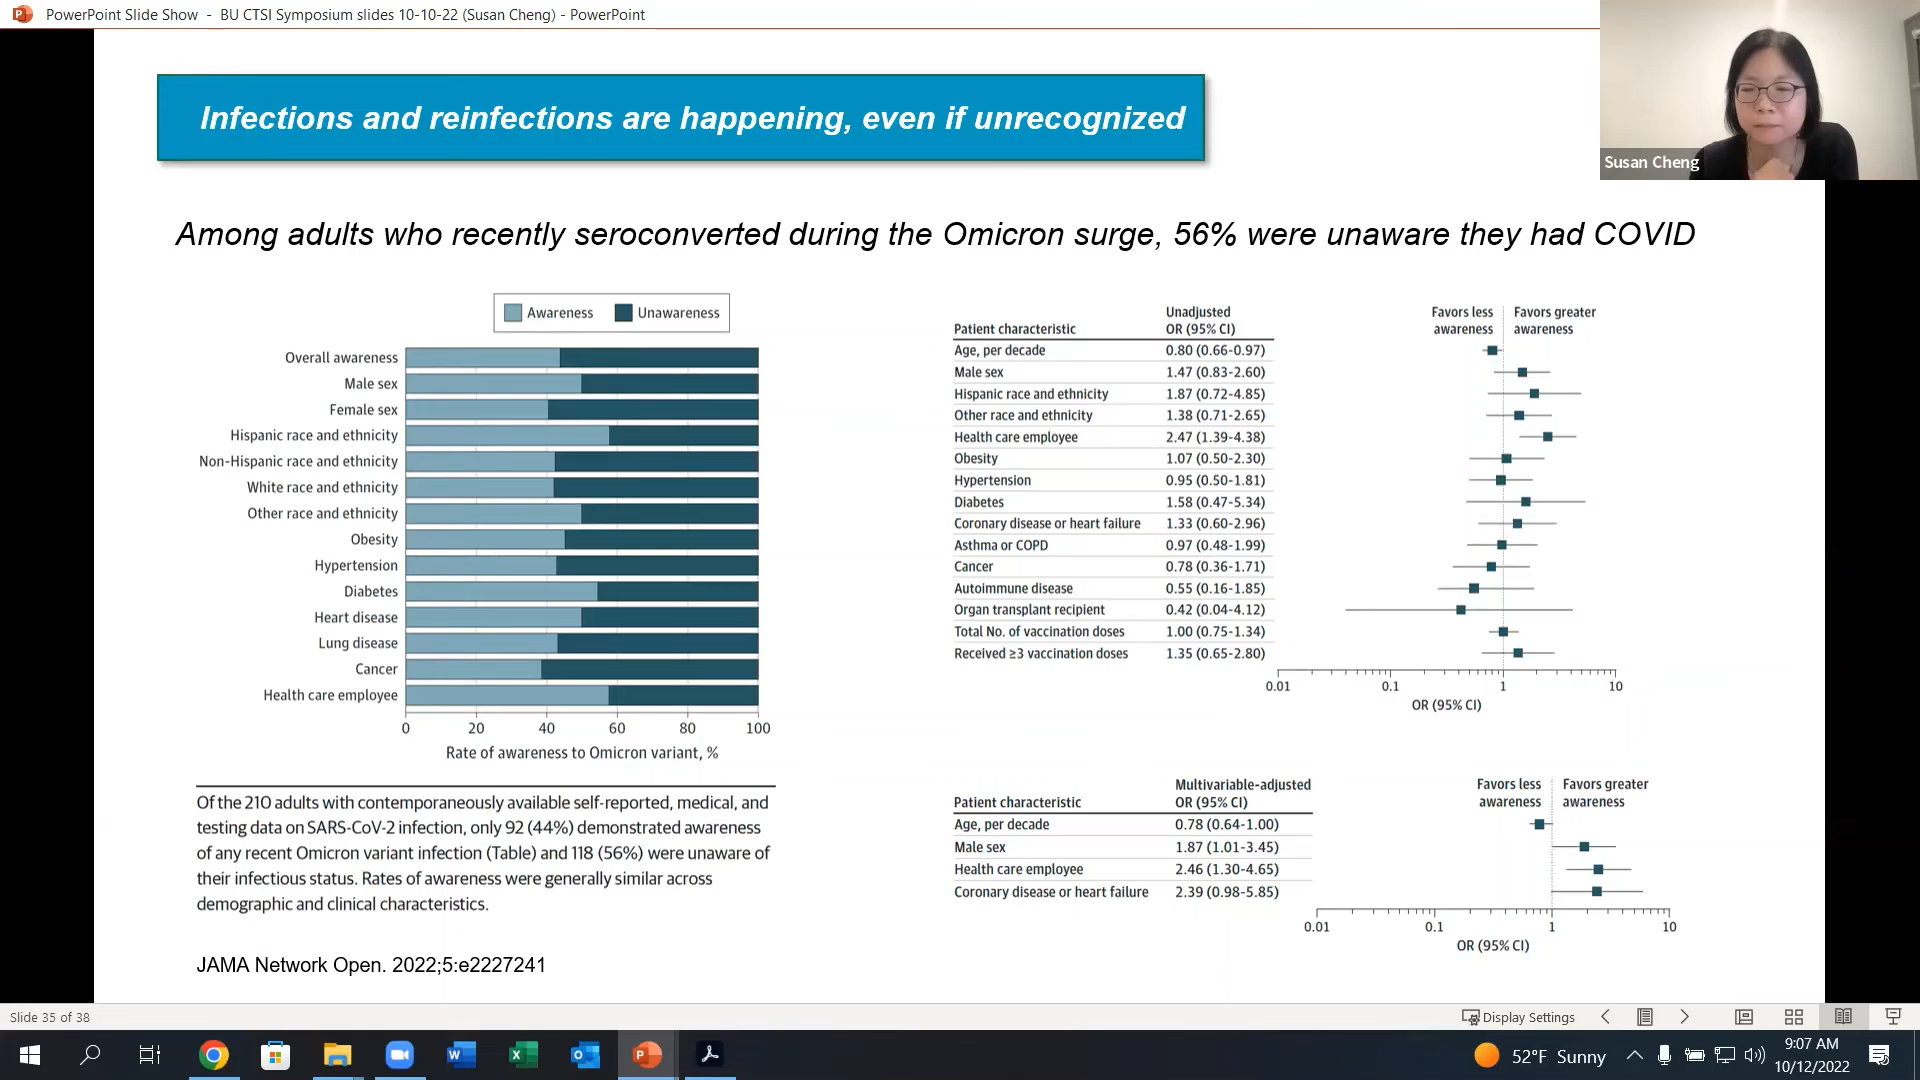 PowerPoint Slide Show - BU CTSI Symposium slides 10-10-22 (Susan Cheng) - PowerPoint
Susan Cheng
Infections and reinfections are happening, even if unrecognized
Among adults who recently seroconverted during the Omicron surge, 56% were unaware they had COVID
Awareness Unawareness
Overall awareness
Male sex
Female sex
Hispanic race and ethnicity
Non-Hispanic race and ethnicity
White race and ethnicity
Other race and ethnicity
Obesity
Hypertension
Diabetes
Heart disease
Lung disease
Cancer
Health care employee
0 20 40 60 80 100
Rate of awareness to Omicron variant, %
Of the 210 adults with contemporaneously available self-reported, medical, and
testing data on SARS-CoV-2 infection, only 92 (44%) demonstrated awareness
of any recent Omicron variant infection (Table) and 118 (56%) were unaware of
their infectious status. Rates of awareness were generally similar across
demographic and clinical characteristics.
JAMA Network Open. 2022;5:e2227241
Unadjusted Favors less Favors greater
Patient characteristic OR (95% CI) awareness awareness
Age, per decade 0.80 (0.66-0.97)
Male sex 1.47 (0.83-2.60)
Hispanic race and ethnicity 1.87 (0.72-4.85)
Other race and ethnicity 1.38 (0.71-2.65)
Health care employee 2.47 (1.39-4.38)
Obesity 1.07 (0.50-2.30)
Hypertension 0.95 (0.50-1.81)
Diabetes 1.58 (0.47-5.34)
Coronary disease or heart failure 1.33 (0.60-2.96)
Asthma or COPD 0.97 (0.48-1.99)
Cancer 0.78 (0.36-1.71)
Autoimmune disease 0.55 (0.16-1.85)
Organ transplant recipient 0.42 (0.04-4.12)
Total No. of vaccination doses 1.00 (0.75-1.34)
Received ≥3 vaccination doses 1.35 (0.65-2.80)
0.01 0.1 1 10
OR (95% CI)
Multivariable-adjusted Favors less Favors greater
Patient characteristic OR (95% CI) awareness awareness
Age, per decade 0.78 (0.64-1.00)
Male sex 1.87 (1.01-3.45)
Health care employee 2.46 (1.30-4.65)
Coronary disease or heart failure 2.39 (0.98-5.85)
0.01 0.1 1 10
OR (95% CI)
Slide 35 of 38 Display Settings
52°F Sunny
9:07 AM
10/12/2022